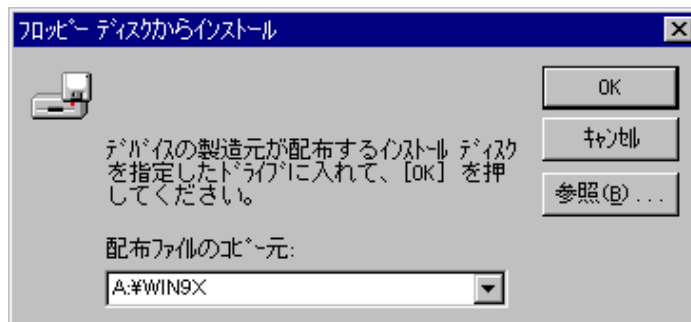 フロッピー ディスクからインストール
OK
キャンセル
参照(B)...
デバイスの製造元が配布するインストール ディスク
を指定したドライブに入れて、[OK] を押
してください。
配布ファイルのコピー元:
A:¥WIN9X